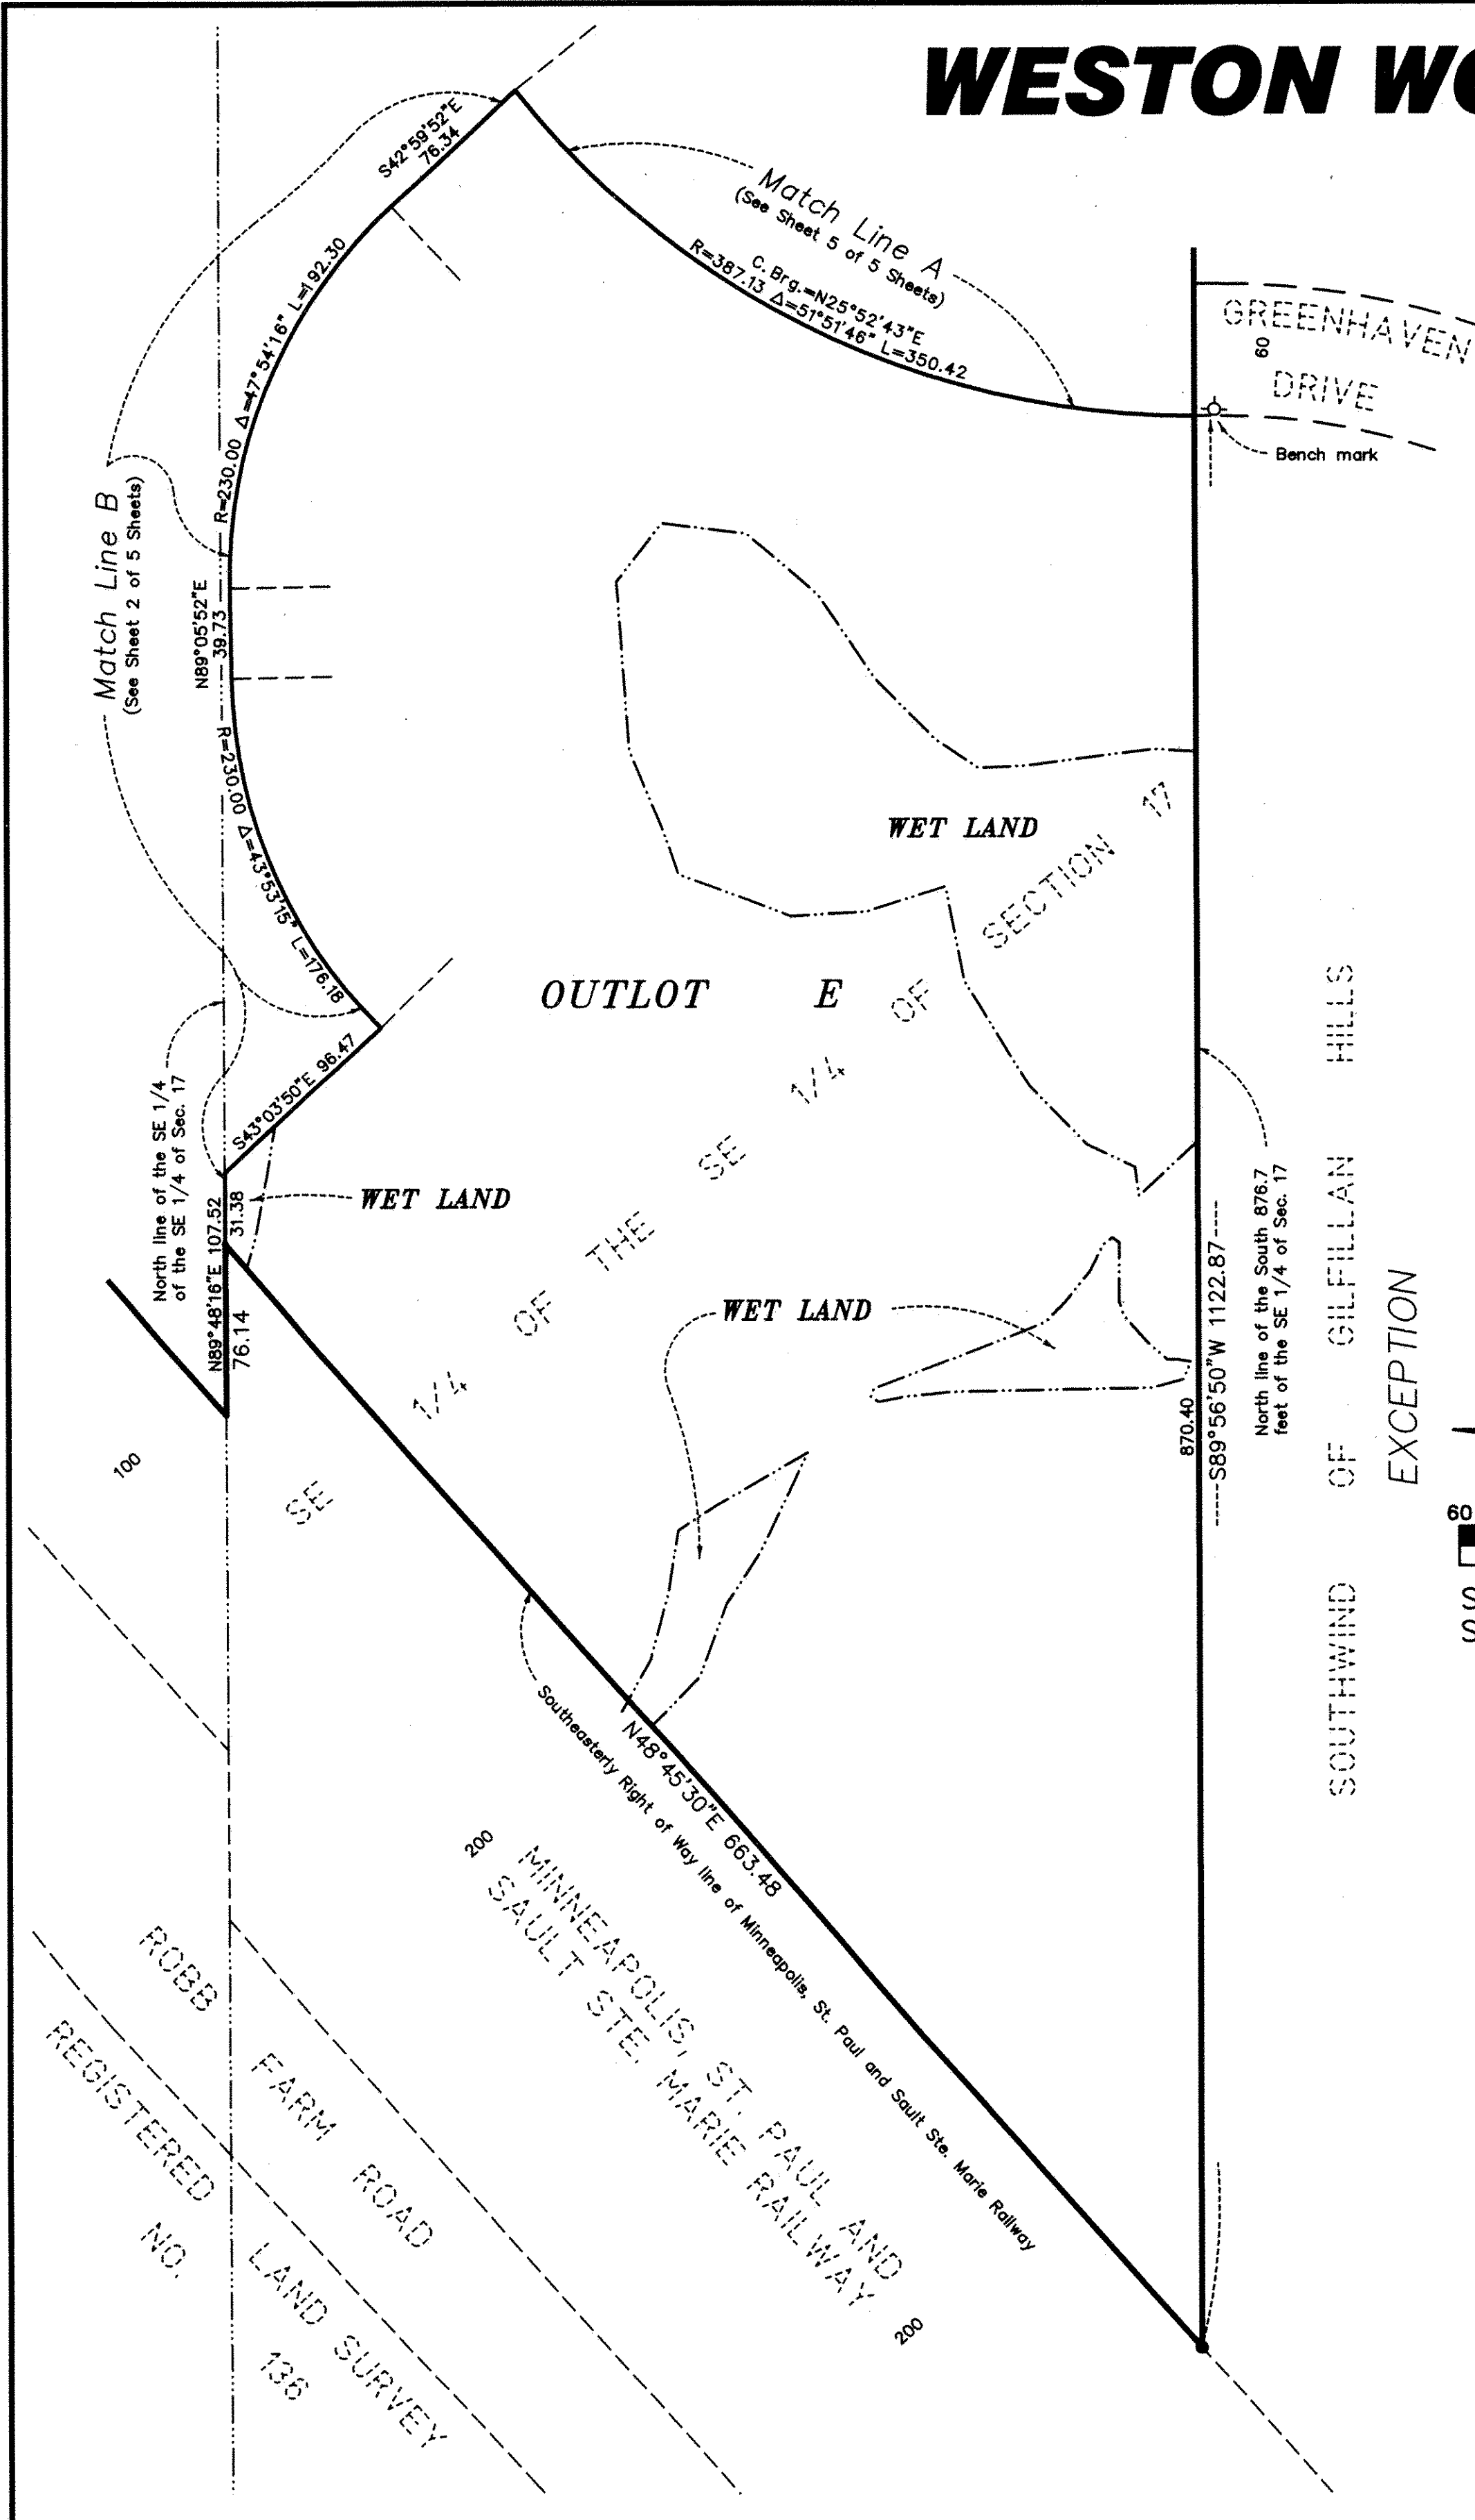 WESTON WO
S42°59'52"E
76.34
Match Line A
(See Sheet 5 of 5 Sheets)
C. Brg.=N25°52'43"E
R=387.13 Δ=51°51'46" L=350.42
GREENHAVEN
60
DRIVE
Bench mark
R=230.00 Δ=47°54'16" L=192.30
Match Line B
(See Sheet 2 of 5 Sheets)
N89°05'52"E
39.73
R=230.00 Δ=43°53'15" L=176.18
WET LAND
SECTION 17
OUTLOT E
SE 1/4 OF THE SE 1/4 OF
S43°03'50"E 96.47
North line of the SE 1/4
of the SE 1/4 of Sec. 17
N89°48'16"E 107.52
31.38
76.14
WET LAND
WET LAND
870.40
S89°56'50"W 1122.87
North line of the South 876.7
feet of the SE 1/4 of Sec. 17
SOUTHWIND OF GILFILLAN HILLS
EXCEPTION
60
100
N48°45'30"E 663.48
Southeasterly Right of Way line of Minneapolis, St. Paul and Sault Ste. Marie Railway
200
MINNEAPOLIS, ST. PAUL AND
SAULT STE. MARIE RAILWAY
200
ROBB FARM ROAD
REGISTERED LAND SURVEY
NO. 136